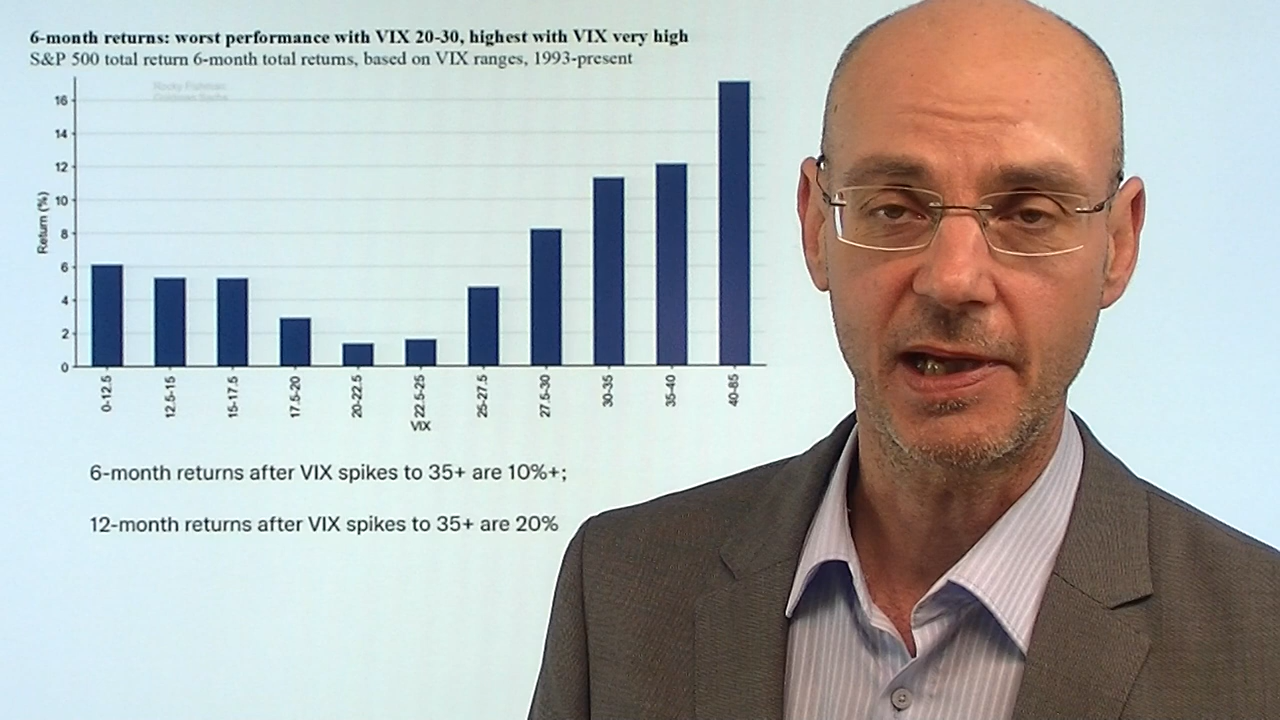 6-month returns: worst performance with VIX 20-30, highest with VIX very high
S&P 500 total return 6-month total returns, based on VIX ranges, 1993-present
Rocky Fishman
Goldman Sachs
Return (%)
16
14
12
10
8
6
4
2
0
0-12.5
12.5-15
15-17.5
17.5-20
20-22.5
22.5-25
25-27.5
27.5-30
30-35
35-40
40-85
VIX
6-month returns after VIX spikes to 35+ are 10%+;
12-month returns after VIX spikes to 35+ are 20%